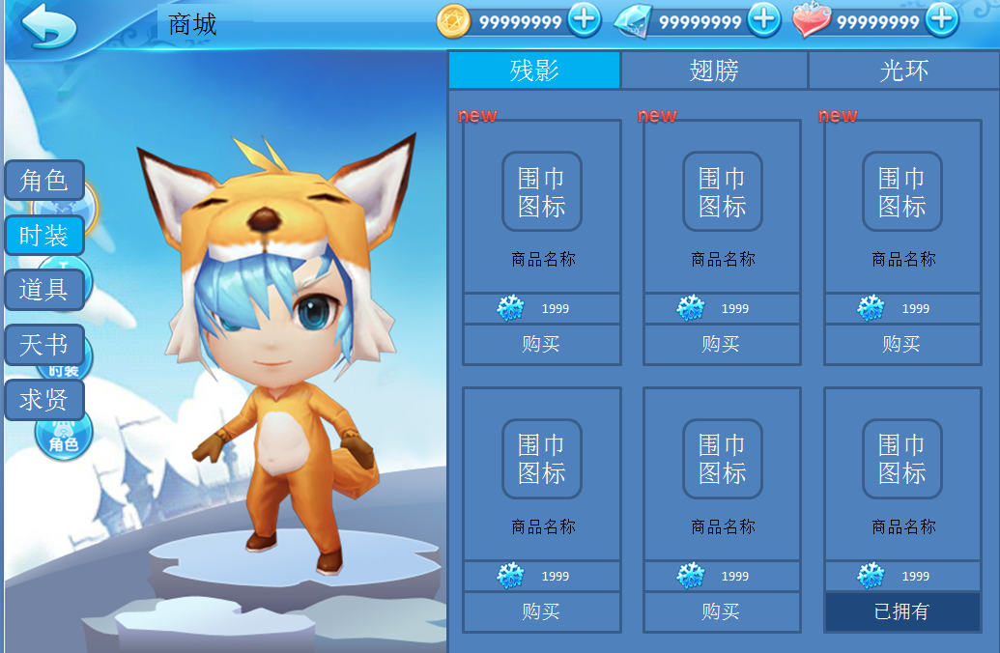 商城
99999999
99999999
99999999
残影
翅膀
光环
角色
时装
道具
天书
时装
求贤
角色
new
围巾
图标
商品名称
1999
购买
new
围巾
图标
商品名称
1999
购买
new
围巾
图标
商品名称
1999
购买
围巾
图标
商品名称
1999
购买
围巾
图标
商品名称
1999
购买
围巾
图标
商品名称
1999
已拥有